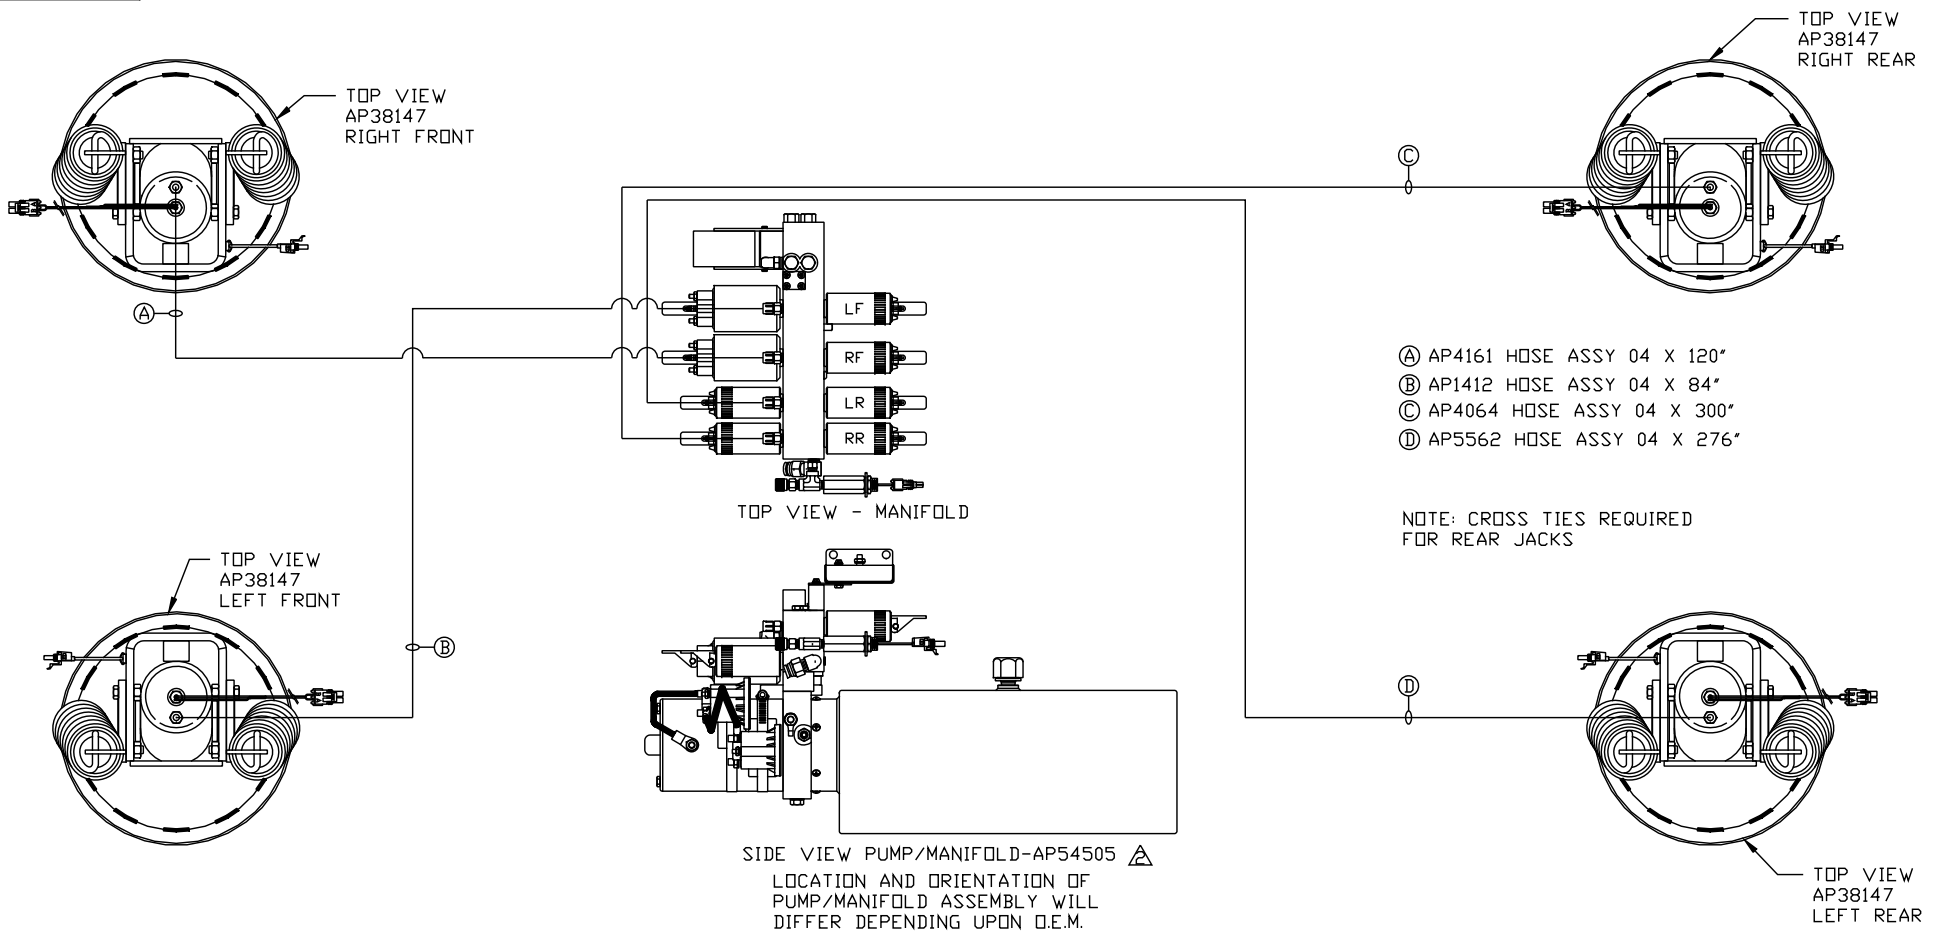 TOP VIEW
AP38147
RIGHT REAR
TOP VIEW
AP38147
RIGHT FRONT
C
A
LF
RF
LR
RR
A AP4161 HOSE ASSY 04 X 120"
B AP1412 HOSE ASSY 04 X 84"
C AP4064 HOSE ASSY 04 X 300"
D AP5562 HOSE ASSY 04 X 276"
TOP VIEW - MANIFOLD
NOTE: CROSS TIES REQUIRED
FOR REAR JACKS
TOP VIEW
AP38147
LEFT FRONT
B
D
SIDE VIEW PUMP/MANIFOLD-AP54505 2
LOCATION AND ORIENTATION OF
PUMP/MANIFOLD ASSEMBLY WILL
DIFFER DEPENDING UPON O.E.M.
TOP VIEW
AP38147
LEFT REAR